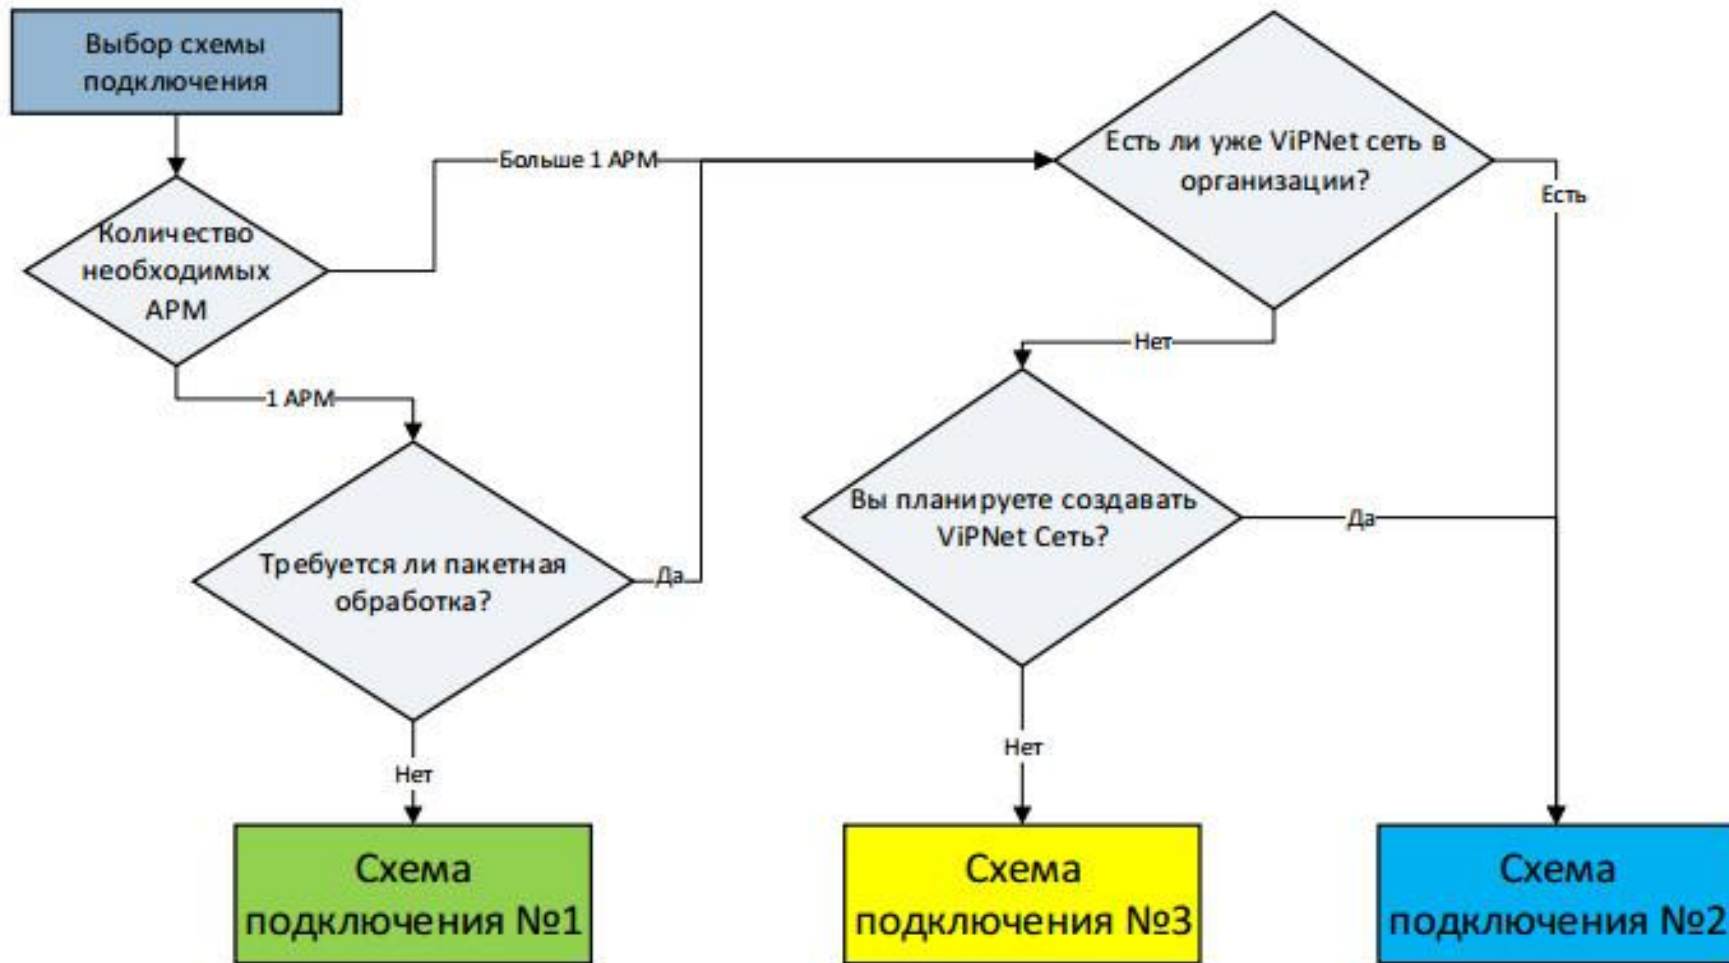 Выбор схемы
подключения
Количество
необходимых
АРМ
Больше 1 АРМ
Есть ли уже ViPNet сеть в
организации?
Есть
1 АРМ
Нет
Требуется ли пакетная
обработка?
Да
Вы планируете создавать
ViPNet Сеть?
Да
Нет
Нет
Схема
подключения №1
Схема
подключения №3
Схема
подключения №2